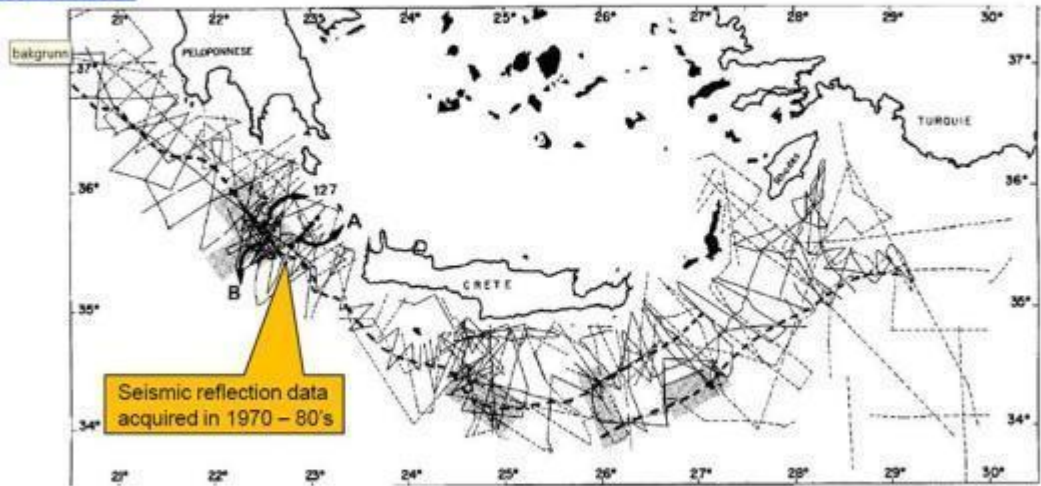 21° 22° 23° 24° 25° 26° 27° 28° 29° 30°
bakgrunn
PELOPONNESE
37° 37°
TURQUIE
RHODES
36° 36°
127
A
B
CRETE
35° 35°
Seismic reflection data
acquired in 1970 – 80's
34° 34°
21° 22° 23° 24° 25° 26° 27° 28° 29° 30°